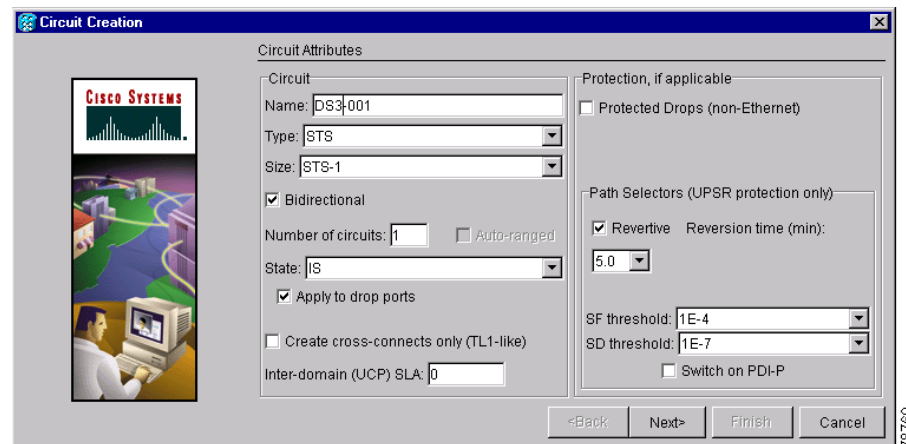 Circuit Creation
Circuit Attributes
CISCO SYSTEMS
Circuit
Name: DS3-001
Type: STS
Size: STS-1
Bidirectional
Number of circuits: 1 Auto-ranged
State: IS
Apply to drop ports
Create cross-connects only (TL1-like)
Inter-domain (UCP) SLA: 0
Protection, if applicable
Protected Drops (non-Ethernet)
Path Selectors (UPSR protection only)
Revertive Reversion time (min):
5.0
SF threshold: 1E-4
SD threshold: 1E-7
Switch on PDI-P
<Back Next> Finish Cancel